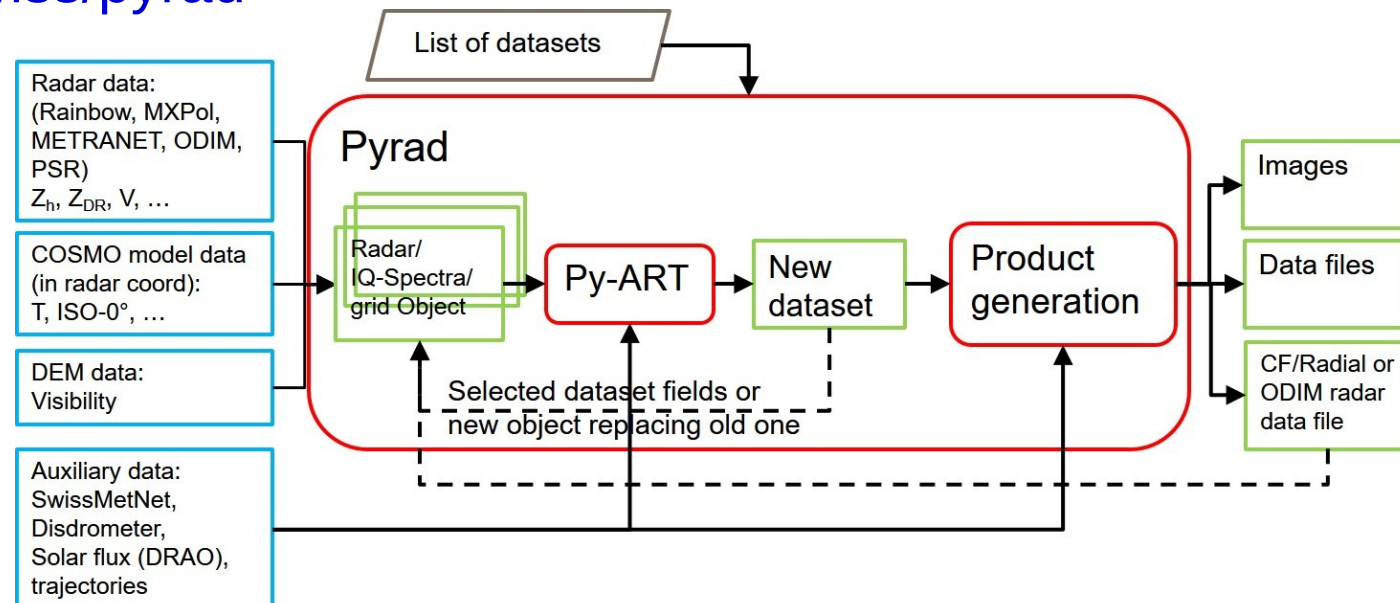 List of datasets
Radar data:
(Rainbow, MXPol,
METRANET, ODIM,
PSR)
Zh, ZDR, V, …
COSMO model data
(in radar coord):
T, ISO-0°, …
DEM data:
Visibility
Auxiliary data:
SwissMetNet,
Disdrometer,
Solar flux (DRAO),
trajectories
Pyrad
Radar/
IQ-Spectra/
grid Object
Py-ART
New
dataset
Product
generation
Selected dataset fields or
new object replacing old one
Images
Data files
CF/Radial or
ODIM radar
data file